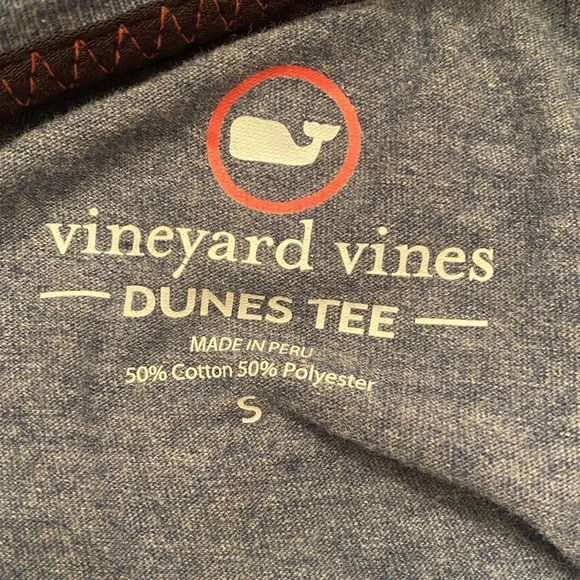 vineyard vines
DUNES TEE
MADE IN PERU
50% Cotton 50% Polyester
S